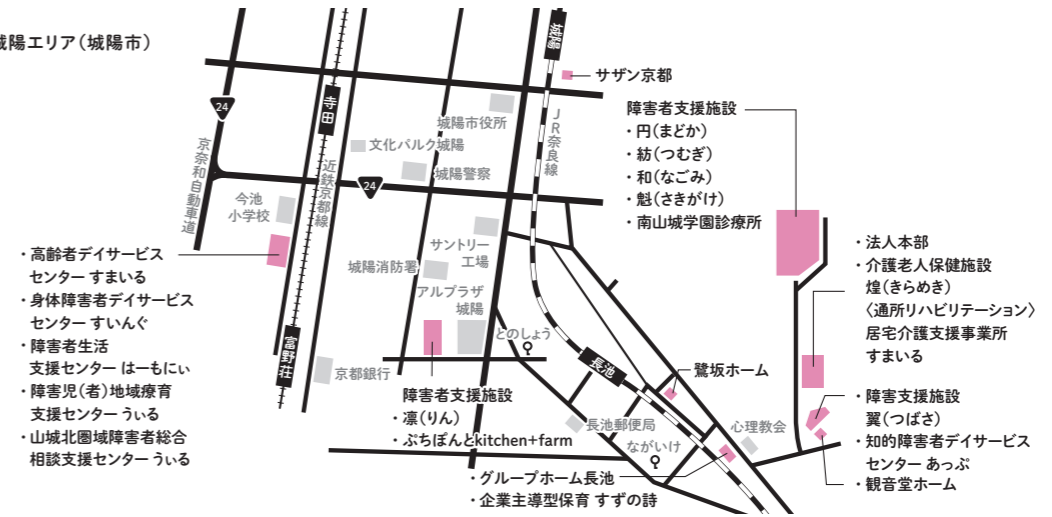 城陽エリア（城陽市）
城陽
サザン京都
24
寺田
城陽市役所
JR奈良線
障害者支援施設
・円（まどか）
・紡（つむぎ）
・和（なごみ）
・魁（さきがけ）
・南山城学園診療所
京奈和自動車道
文化パルク城陽
近鉄京都線
城陽警察
24
今池
小学校
・高齢者デイサービス
センター すまいる
・身体障害者デイサービス
センター すいんぐ
・障害者生活
支援センター はーもにぃ
・障害児（者）地域療育
支援センター うぃる
・山城北圏域障害者総合
相談支援センター うぃる
サントリー
工場
城陽消防署
アルプラザ
城陽
富野荘
京都銀行
とのしょう
長池
障害者支援施設
・凛（りん）
・ぷちぽんとkitchen+farm
鷺坂ホーム
長池郵便局
ながいけ
心理教会
・グループホーム長池
・企業主導型保育 すずの詩
・法人本部
・介護老人保健施設
煌（きらめき）
〈通所リハビリテーション〉
居宅介護支援事業所
すまいる
・障害支援施設
翼（つばさ）
・知的障害者デイサービス
センター あっぷ
・観音堂ホーム